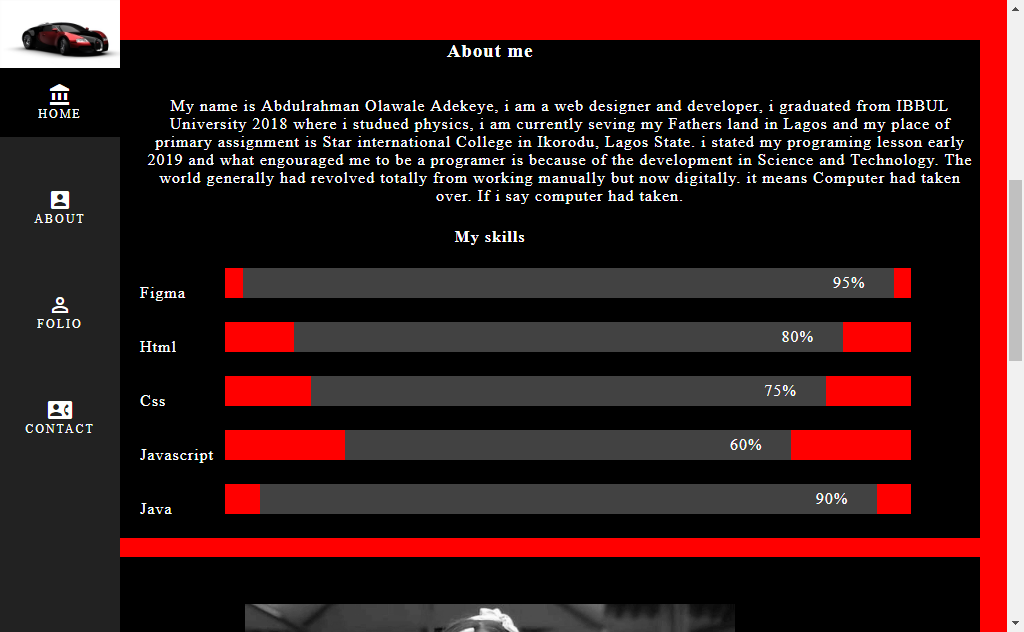 HOME
ABOUT
FOLIO
CONTACT
About me
My name is Abdulrahman Olawale Adekeye, i am a web designer and developer, i graduated from IBBUL
University 2018 where i studued physics, i am currently seving my Fathers land in Lagos and my place of
primary assignment is Star international College in Ikorodu, Lagos State. i stated my programing lesson early
2019 and what engouraged me to be a programer is because of the development in Science and Technology. The
world generally had revolved totally from working manually but now digitally. it means Computer had taken
over. If i say computer had taken.
My skills
Figma 95%
Html 80%
Css 75%
Javascript 60%
Java 90%